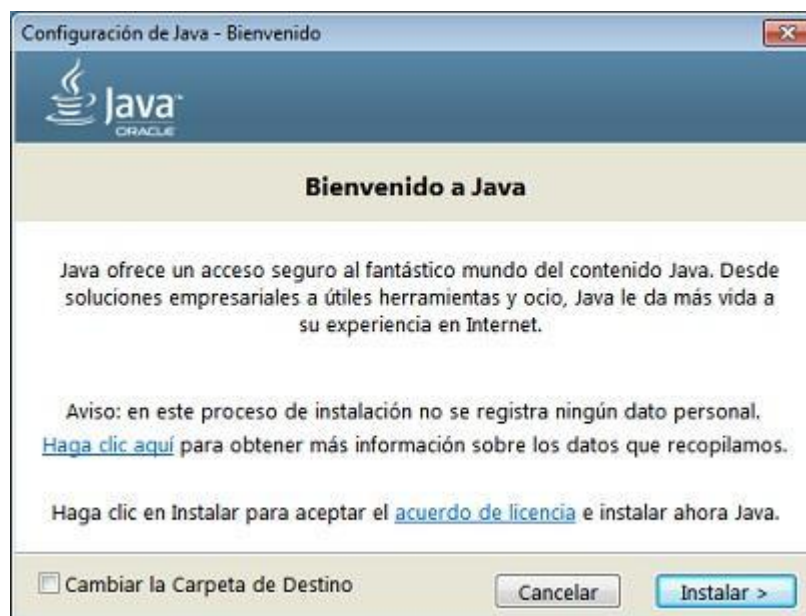 Configuración de Java - Bienvenido
Java™
ORACLE
Bienvenido a Java
Java ofrece un acceso seguro al fantástico mundo del contenido Java. Desde
soluciones empresariales a útiles herramientas y ocio, Java le da más vida a
su experiencia en Internet.
Aviso: en este proceso de instalación no se registra ningún dato personal.
Haga clic aquí para obtener más información sobre los datos que recopilamos.
Haga clic en Instalar para aceptar el acuerdo de licencia e instalar ahora Java.
Cambiar la Carpeta de Destino
Cancelar
Instalar >